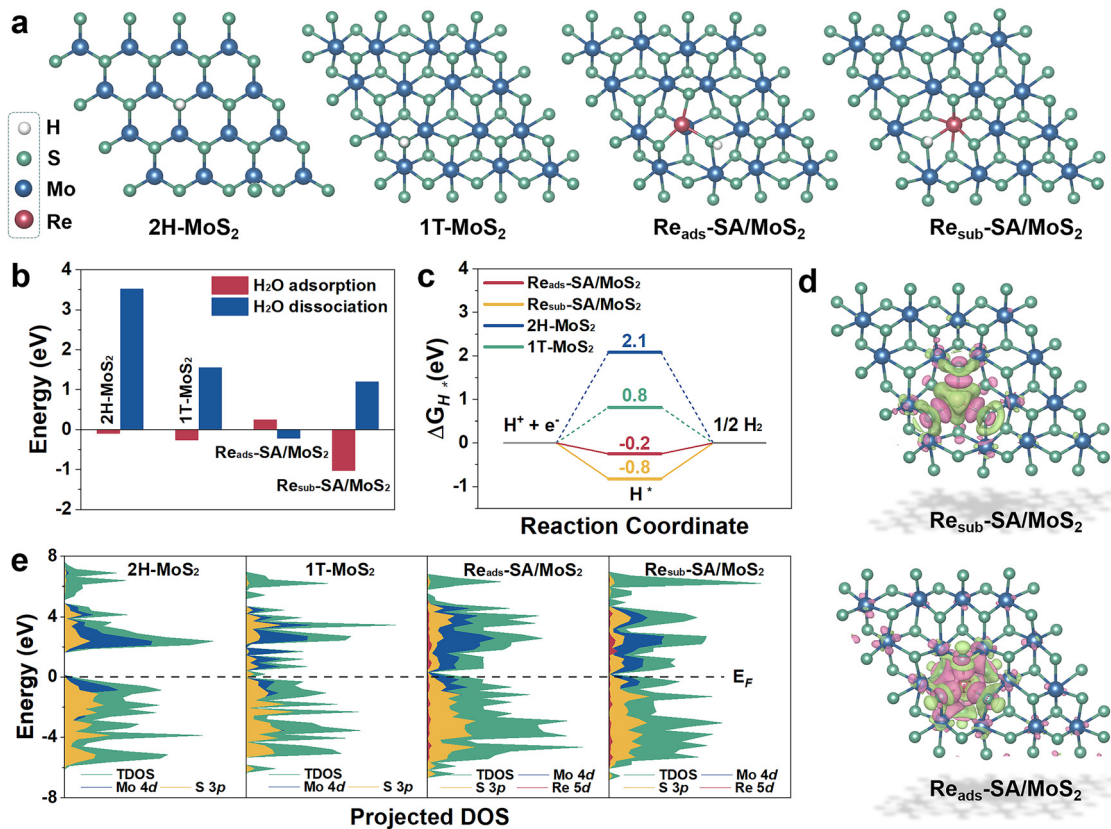 a
H
S
Mo
Re
2H-MoS₂
1T-MoS₂
Reads-SA/MoS₂
Resub-SA/MoS₂
b
4
3
2
1
0
-1
-2
Energy (eV)
H₂O adsorption
H₂O dissociation
2H-MoS₂
1T-MoS₂
Reads-SA/MoS₂
Resub-SA/MoS₂
c
4
3
2
1
0
-1
ΔG_H*(eV)
Reads-SA/MoS₂
Resub-SA/MoS₂
2H-MoS₂
1T-MoS₂
2.1
0.8
-0.2
-0.8
H⁺ + e⁻
1/2 H₂
H*
Reaction Coordinate
d
Resub-SA/MoS₂
Reads-SA/MoS₂
e
8
4
0
-4
-8
Energy (eV)
2H-MoS₂
TDOS
Mo 4d S 3p
1T-MoS₂
TDOS
Mo 4d S 3p
Reads-SA/MoS₂
TDOS Mo 4d
S 3p Re 5d
Resub-SA/MoS₂
TDOS Mo 4d
S 3p Re 5d
E_F
Projected DOS